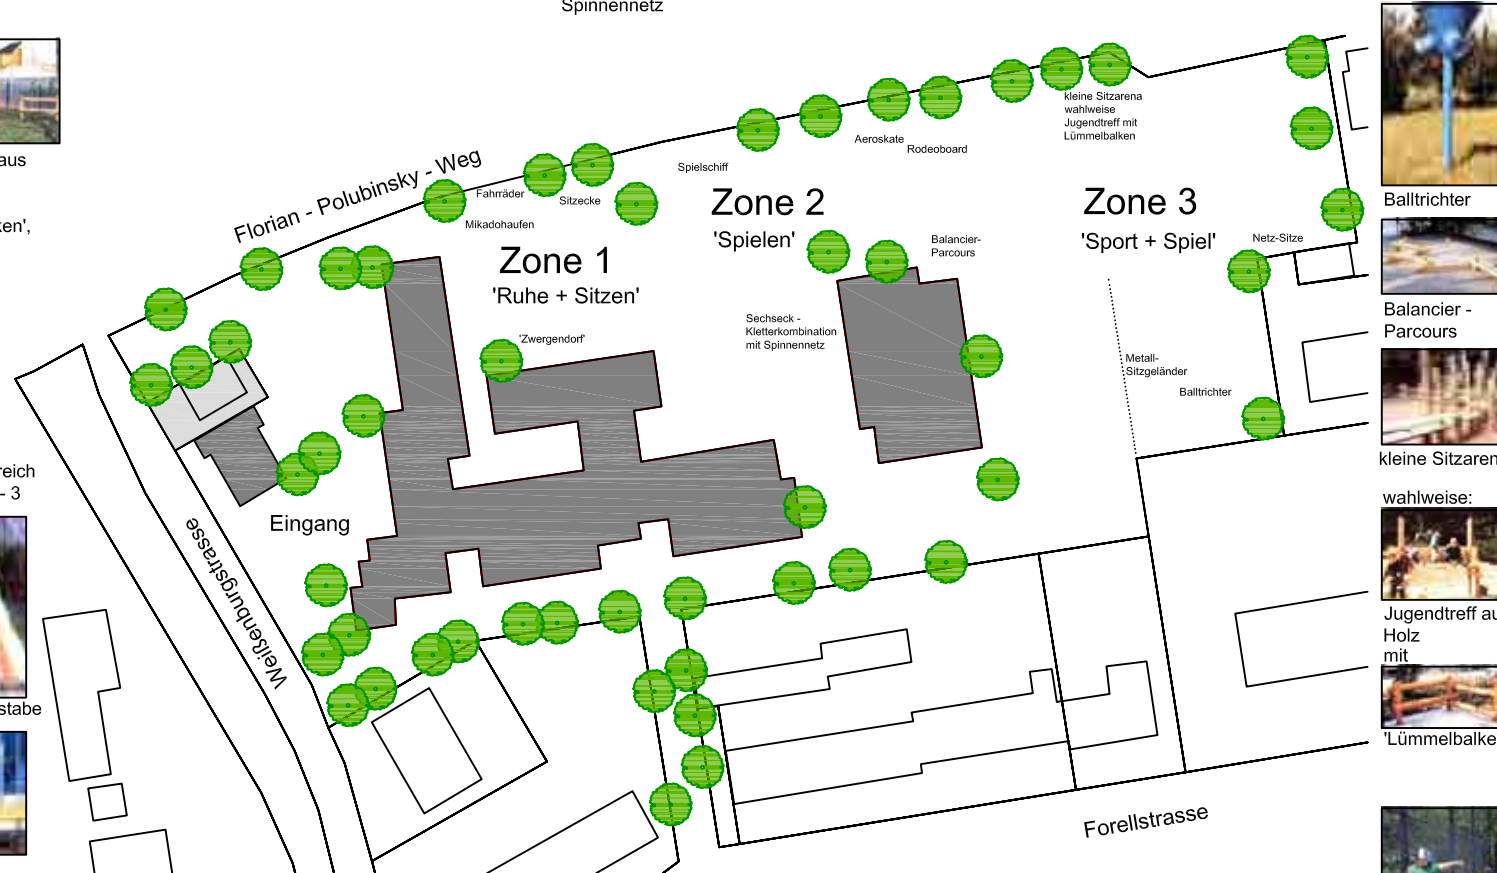 Spinnennetz
aus
ken',
reich
- 3
stabe
Florian - Polubinsky - Weg
Fahrräder
Mikadohaufen
Sitzecke
Spielschiff
Aeroskate
Rodeoboard
kleine Sitzarena
wahlweise
Jugendtreff mit
Lümmelbalken
Zone 1
'Ruhe + Sitzen'
'Zwergendorf'
Zone 2
'Spielen'
Balancier-
Parcours
Sechseck -
Kletterkombination
mit Spinnennetz
Zone 3
'Sport + Spiel'
Netz-Sitze
Metall-
Sitzgeländer
Balltrichter
Eingang
Weißenburgstrasse
Forellstrasse
Balltrichter
Balancier -
Parcours
kleine Sitzaren
wahlweise:
Jugendtreff au
Holz
mit
'Lümmelbalke